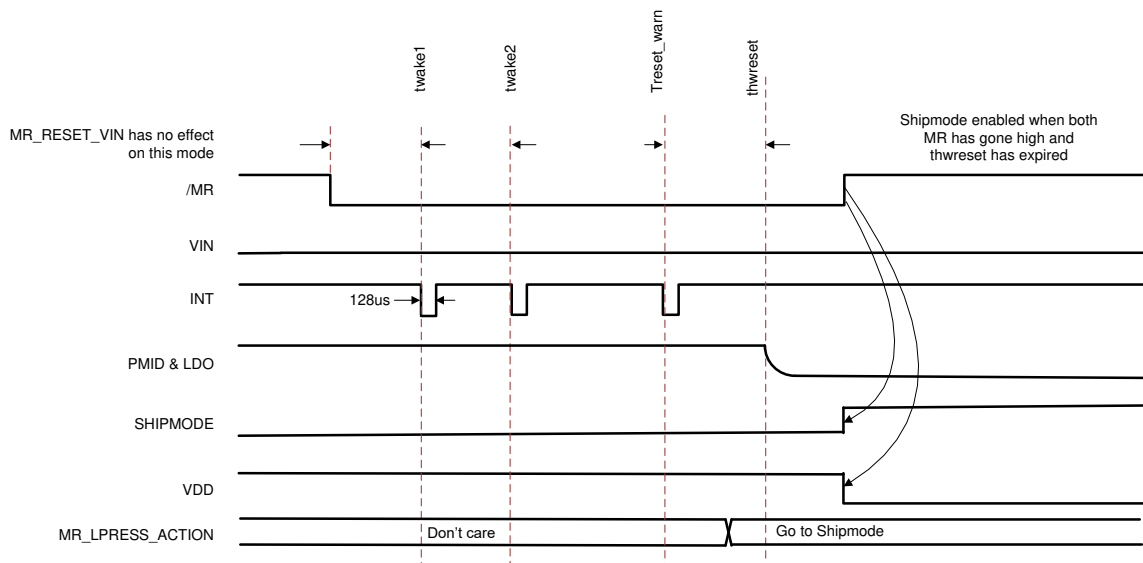 twake1
twake2
Treset_warn
thwreset
MR_RESET_VIN has no effect
on this mode
Shipmode enabled when both
MR has gone high and
thwreset has expired
/MR
VIN
INT
128us
PMID & LDO
SHIPMODE
VDD
MR_LPRESS_ACTION
Don't care
Go to Shipmode